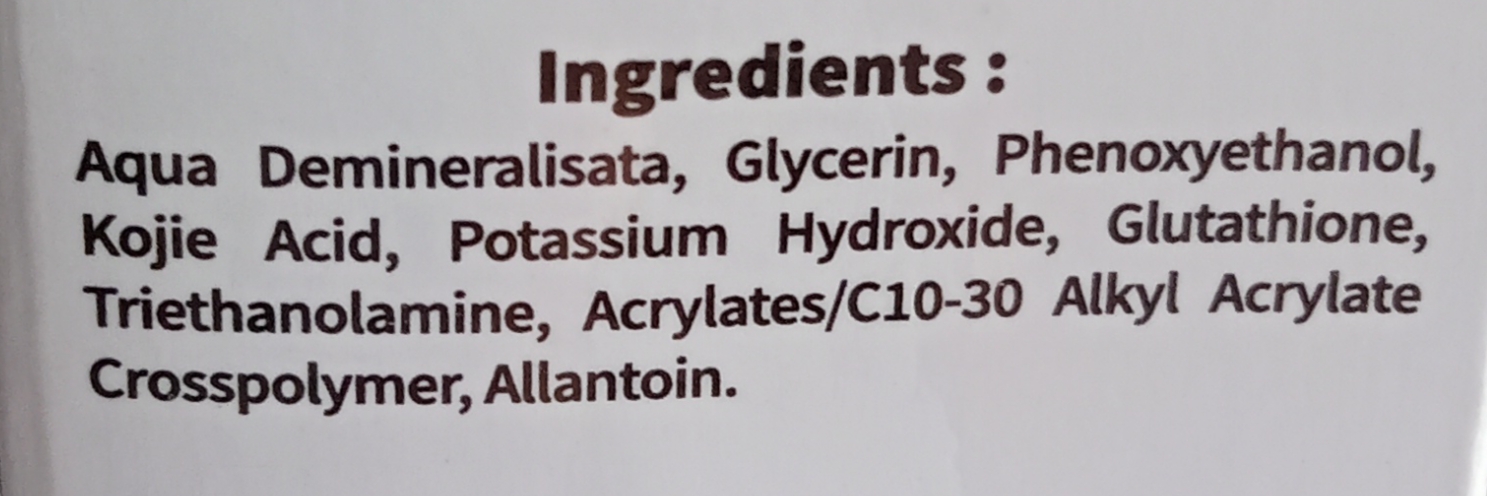 Ingredients :
Aqua Demineralisata, Glycerin, Phenoxyethanol,
Kojie Acid, Potassium Hydroxide, Glutathione,
Triethanolamine, Acrylates/C10-30 Alkyl Acrylate
Crosspolymer, Allantoin.